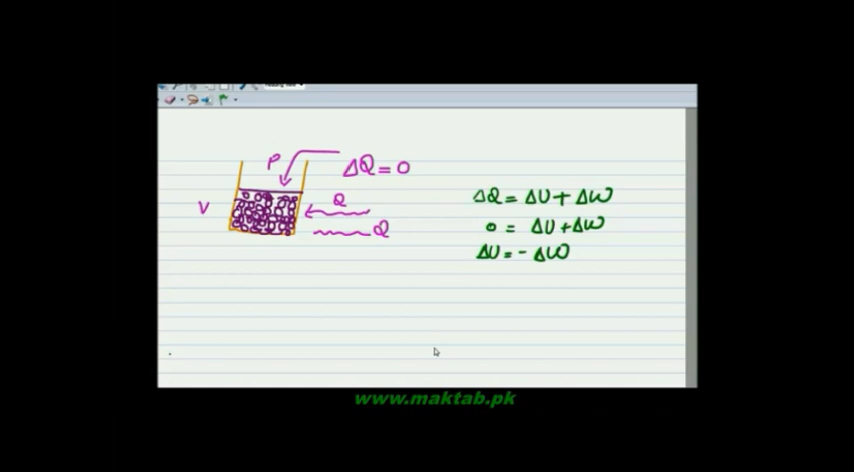 P
ΔQ = 0
V
Q
Q
ΔQ = ΔU + ΔW
0 = ΔU + ΔW
ΔU = - ΔW
www.maktab.pk